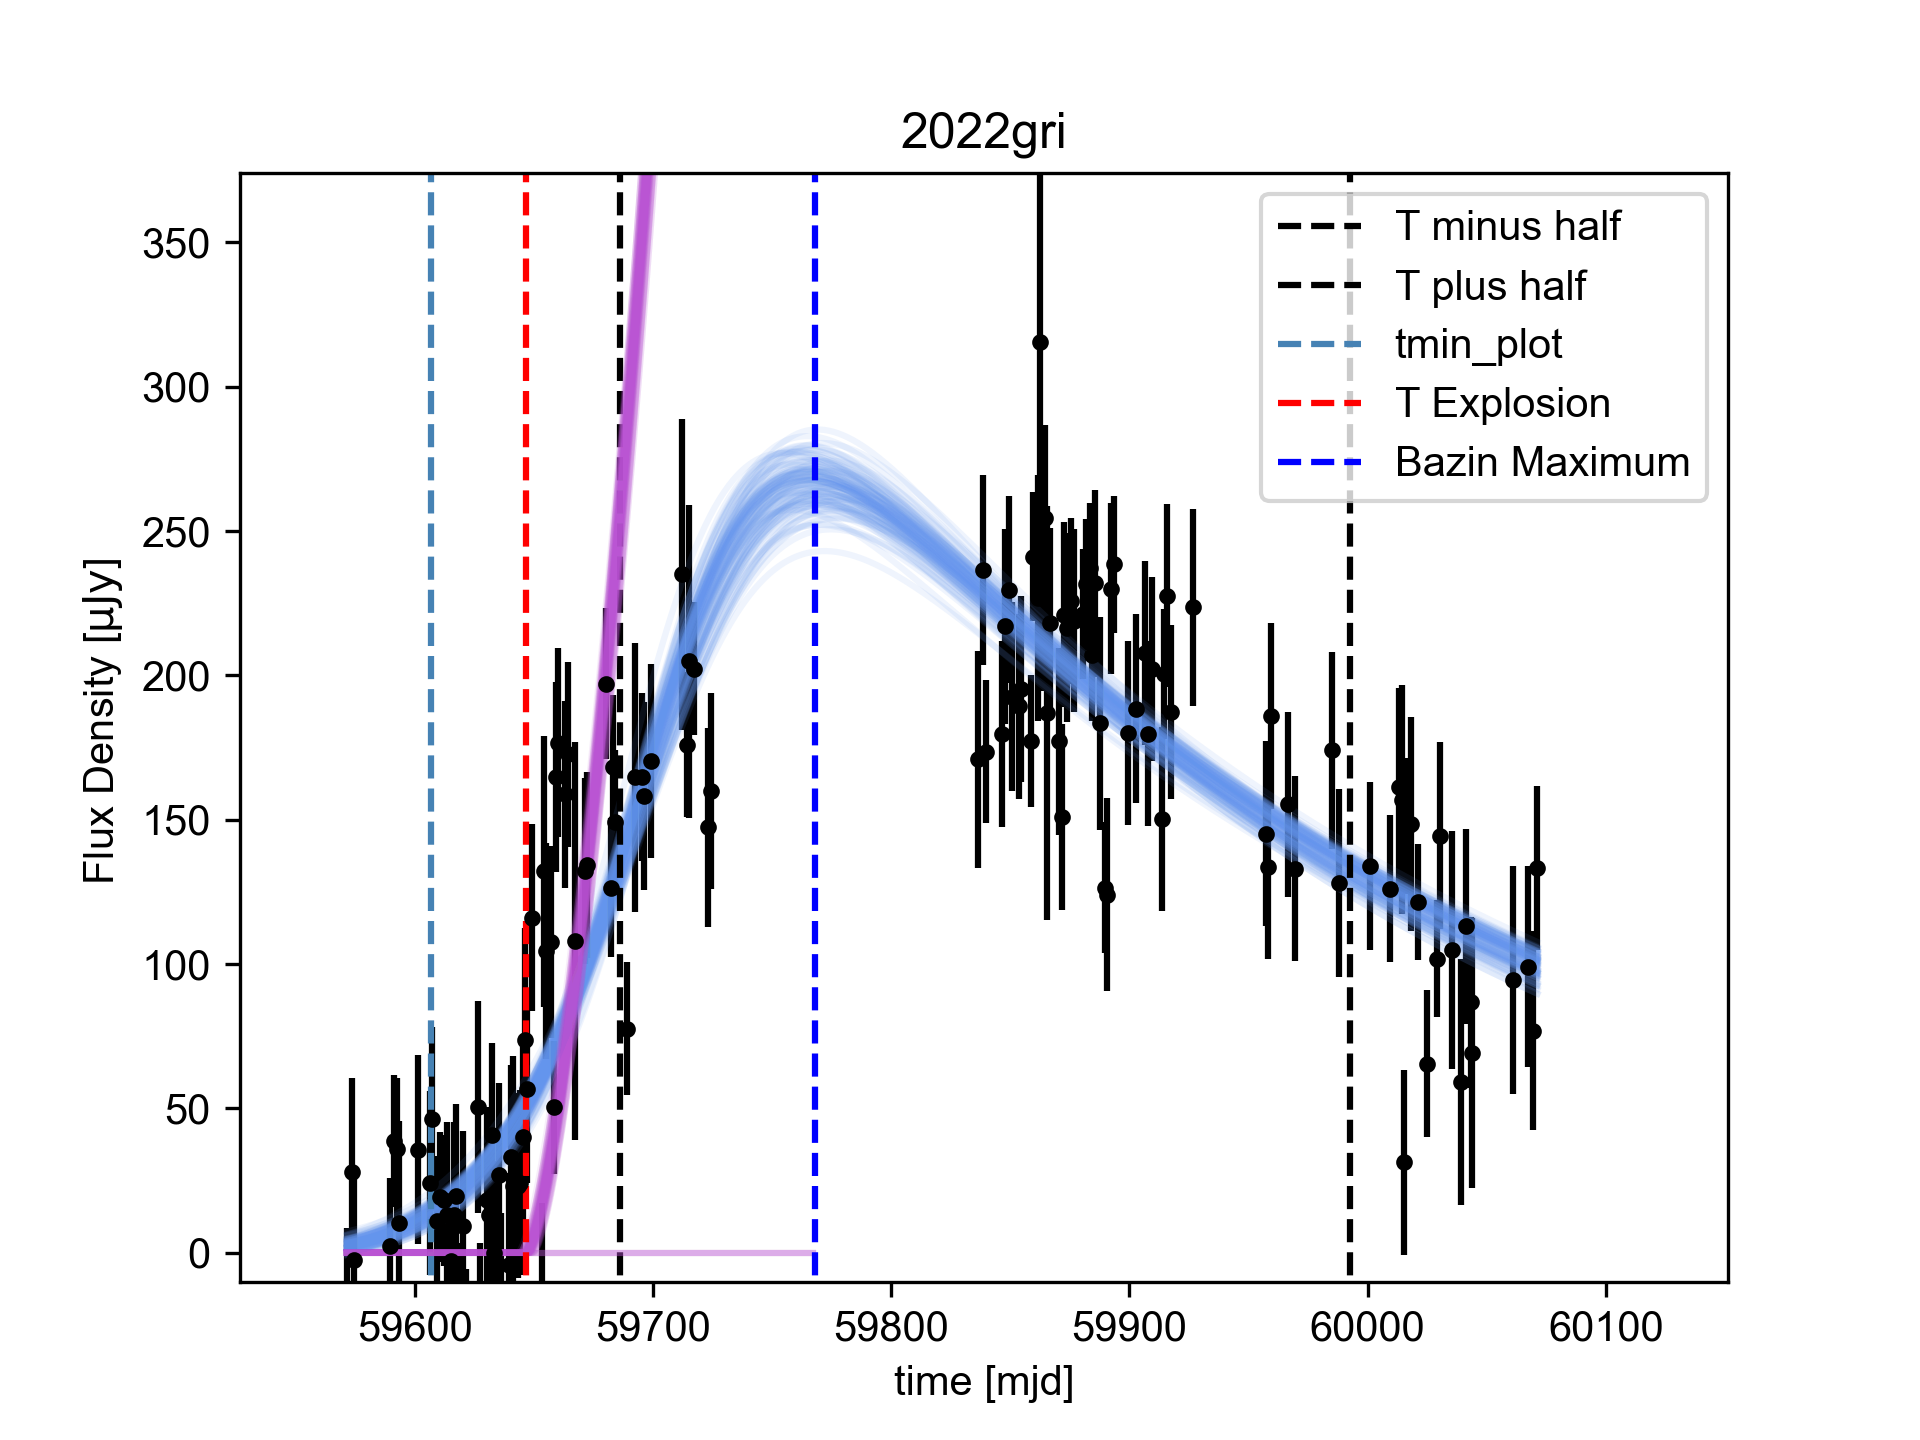 2022gri
T minus half
T plus half
tmin_plot
T Explosion
Bazin Maximum
Flux Density [µJy]
350
300
250
200
150
100
50
0
59600 59700 59800 59900 60000 60100
time [mjd]